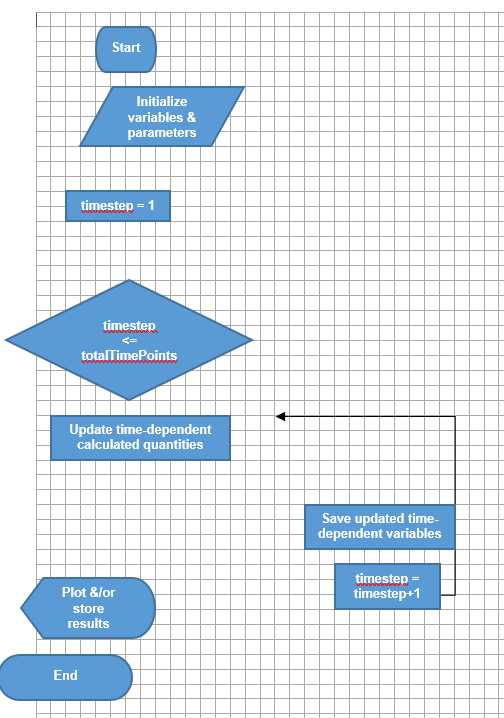 Start
Initialize
variables &
parameters
timestep = 1
timestep
<=
totalTimePoints
Update time-dependent
calculated quantities
Save updated time-
dependent variables
timestep =
timestep+1
Plot &/or
store
results
End